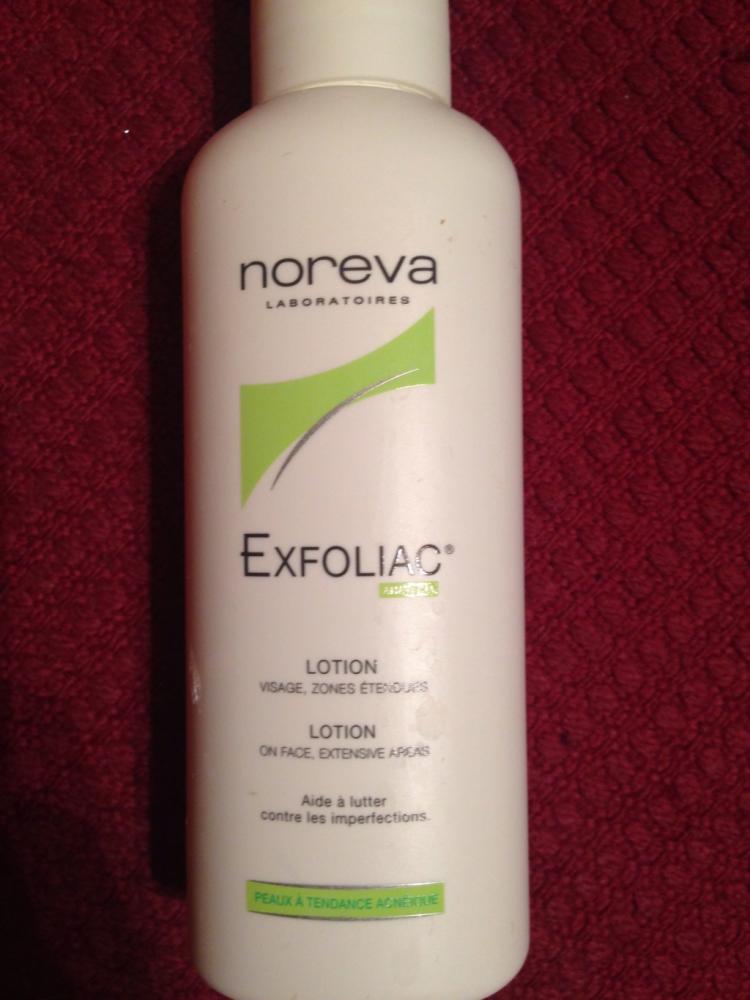 noreva
LABORATOIRES
EXFOLIAC®
LOTION
VISAGE, ZONES ÉTENDUES
LOTION
ON FACE, EXTENSIVE AREAS
Aide à lutter
contre les imperfections.
PEAUX À TENDANCE ACNÉIQUE